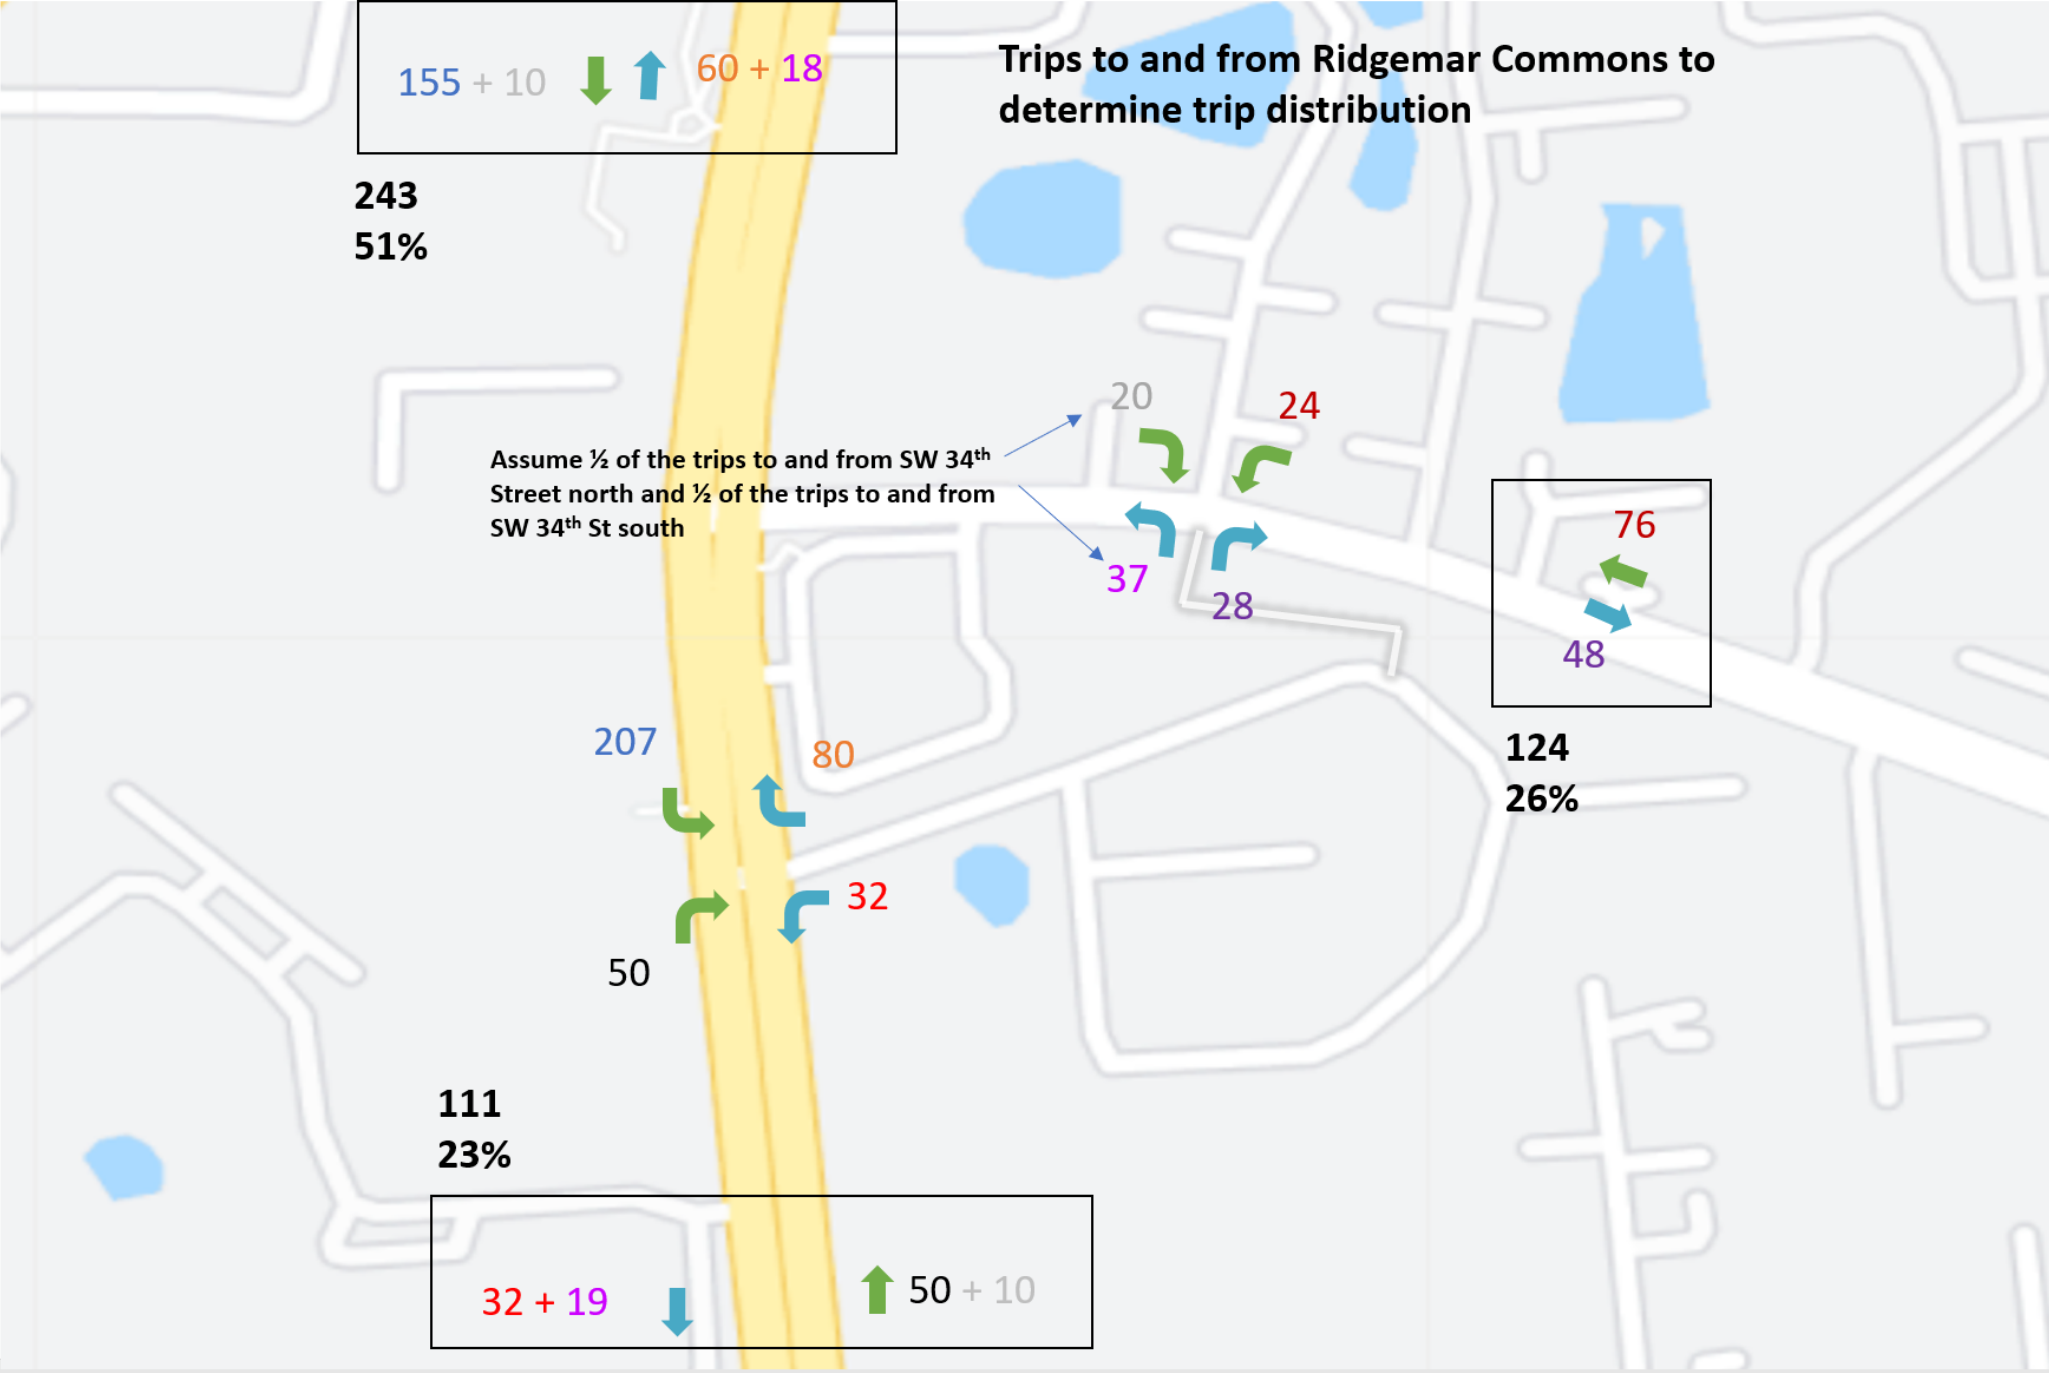 155 + 10
60 + 18
Trips to and from Ridgemar Commons to
determine trip distribution
243
51%
20
24
Assume ½ of the trips to and from SW 34th
Street north and ½ of the trips to and from
SW 34th St south
37
28
76
48
124
26%
207
80
32
50
111
23%
32 + 19
50 + 10